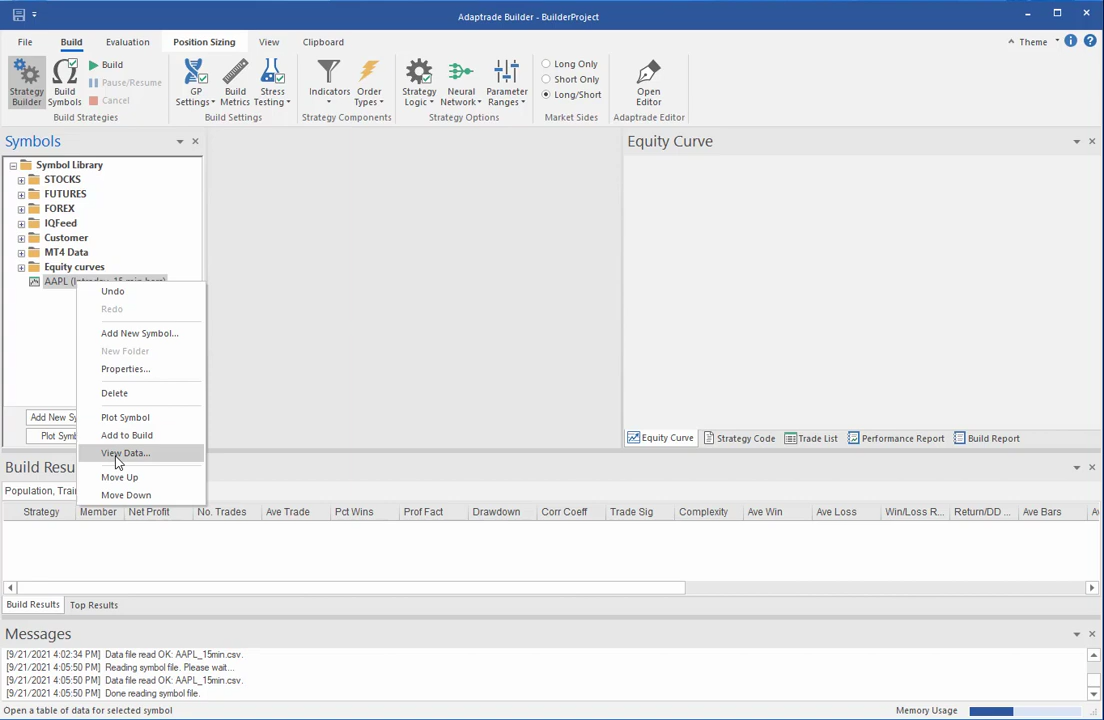 Adaptrade Builder - BuilderProject
File Build Evaluation Position Sizing View Clipboard Theme
Build
Pause/Resume
Cancel
Strategy Builder
Build Symbols
Build Strategies
GP Settings
Build Metrics
Stress Testing
Build Settings
Indicators
Order Types
Strategy Components
Strategy Logic
Neural Network
Parameter Ranges
Strategy Options
Long Only
Short Only
Long/Short
Market Sides
Open Editor
Adaptrade Editor
Symbols
Symbol Library
STOCKS
FUTURES
FOREX
IQFeed
Customer
MT4 Data
Equity curves
AAPL (Intraday, 15 min bars)
Undo
Redo
Add New Symbol...
New Folder
Properties...
Delete
Plot Symbol
Add to Build
View Data...
Move Up
Move Down
Add New Sy
Plot Symb
Equity Curve
Equity Curve Strategy Code Trade List Performance Report Build Report
Build Resu
Population, Train
Strategy Member Net Profit No. Trades Ave Trade Pct Wins Prof Fact Drawdown Corr Coeff Trade Sig Complexity Ave Win Ave Loss Win/Loss R... Return/DD ... Ave Bars
Build Results Top Results
Messages
[9/21/2021 4:02:34 PM] Data file read OK: AAPL_15min.csv.
[9/21/2021 4:05:50 PM] Reading symbol file. Please wait...
[9/21/2021 4:05:50 PM] Data file read OK: AAPL_15min.csv.
[9/21/2021 4:05:50 PM] Done reading symbol file.
Open a table of data for selected symbol Memory Usage